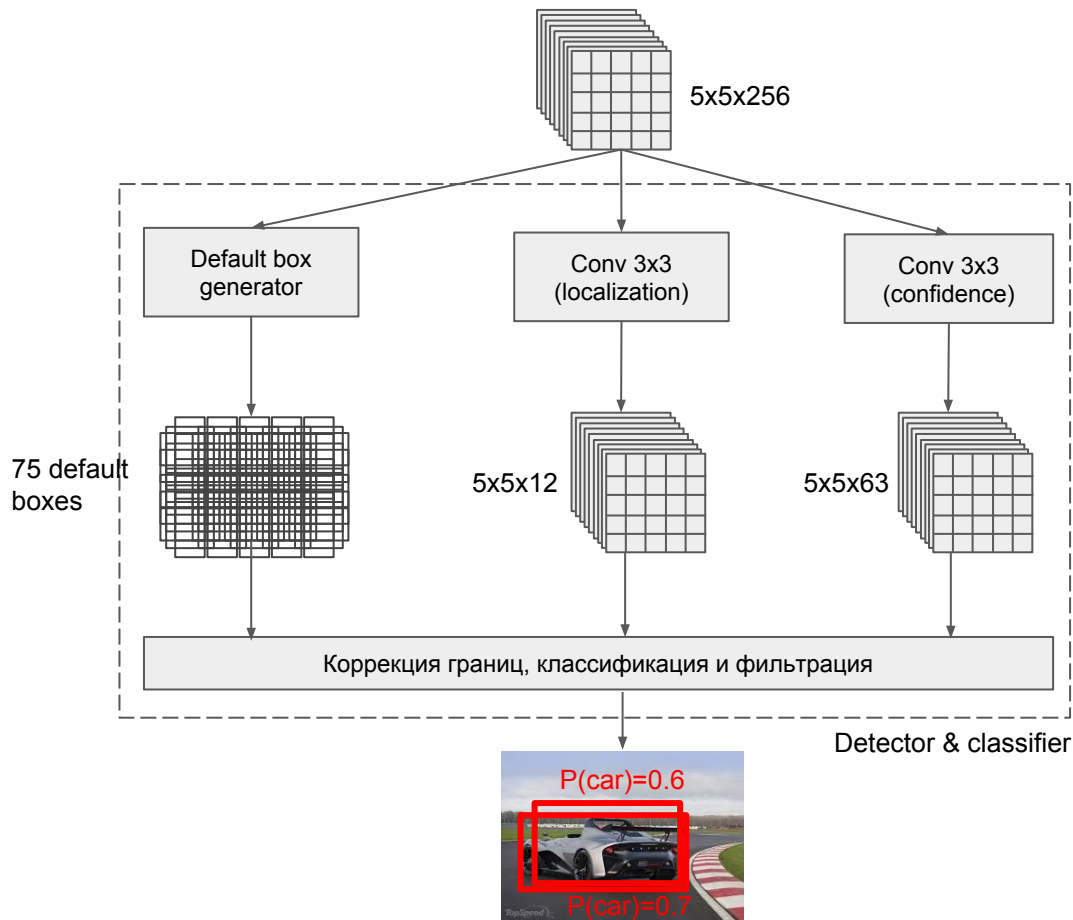 5x5x256
Default box
generator
Conv 3x3
(localization)
Conv 3x3
(confidence)
75 default
boxes
5x5x12
5x5x63
Коррекция границ, классификация и фильтрация
Detector & classifier
P(car)=0.6
P(car)=0.7
TopSpeed